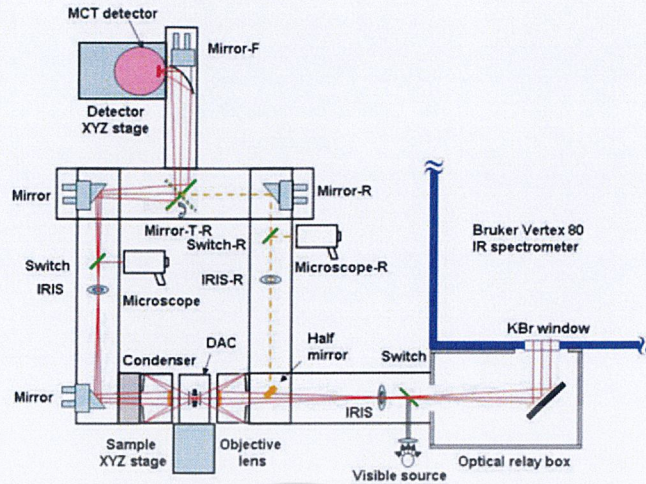 MCT detector
Mirror-F
Detector
XYZ stage
Mirror
Mirror-R
Mirror-T-R
Switch-R
Bruker Vertex 80
IR spectrometer
Switch
IRIS
Microscope
IRIS-R
Microscope-R
KBr window
Condenser
DAC
Half
mirror
Switch
Mirror
IRIS
Sample
XYZ stage
Objective
lens
Visible source
Optical relay box